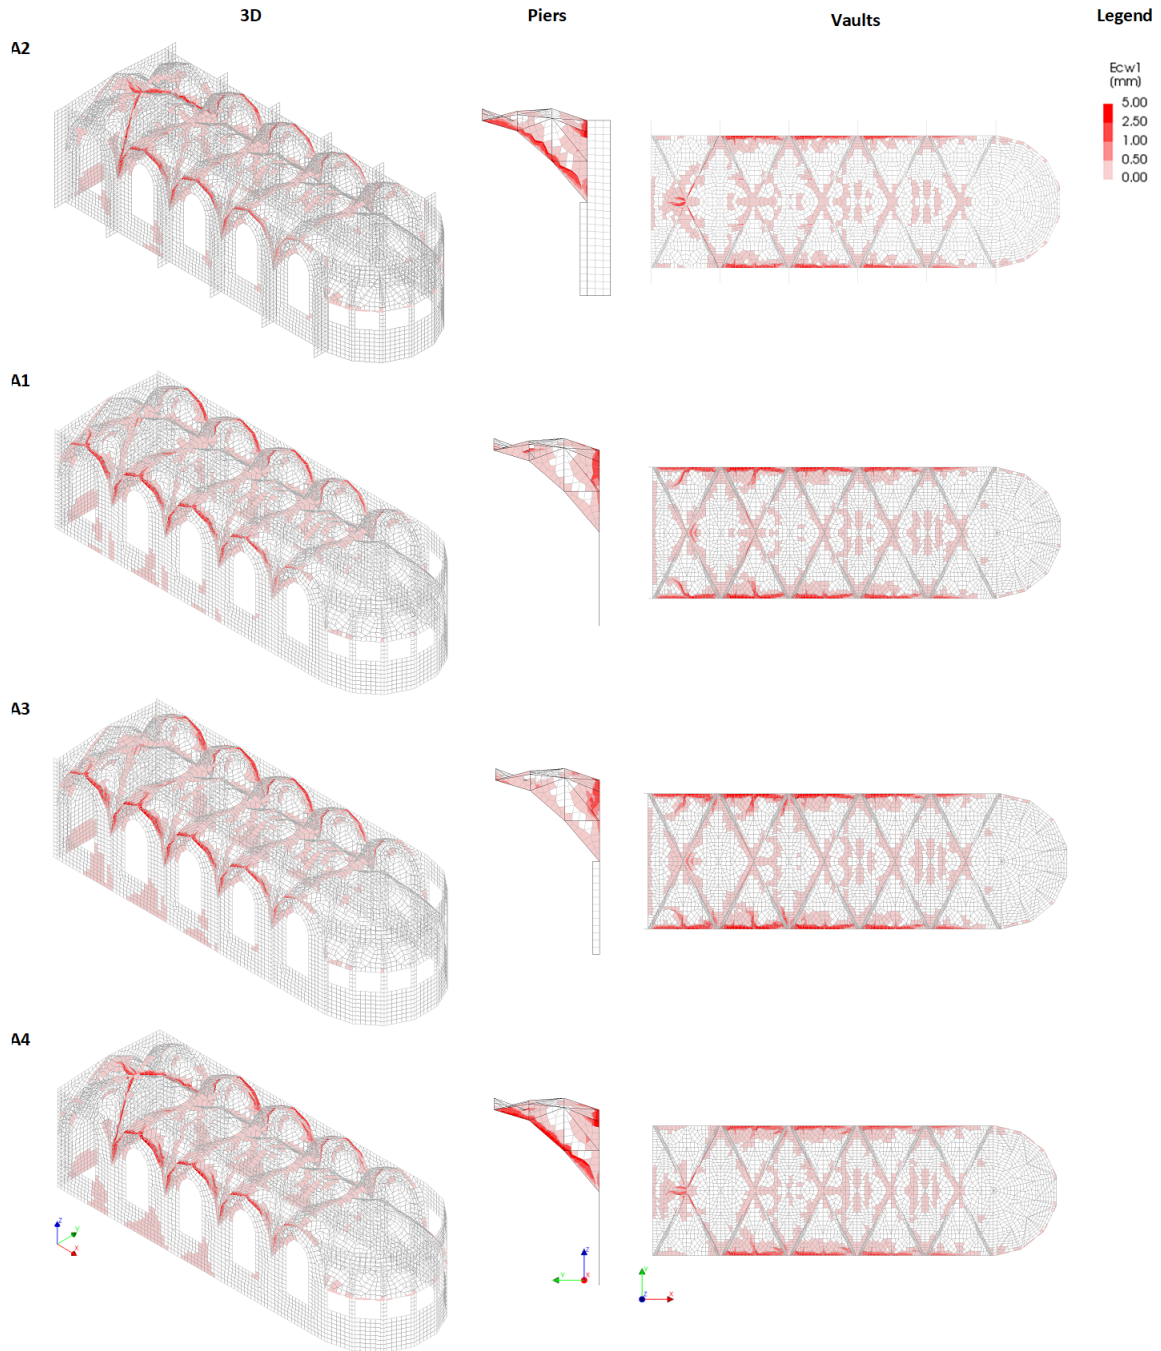 3D Piers Vaults Legend
A2
Ecw1
(mm)
5.00
2.50
1.00
0.50
0.00
A1
A3
A4
Z
Y
X
Z
Y
X
Y
Z
X